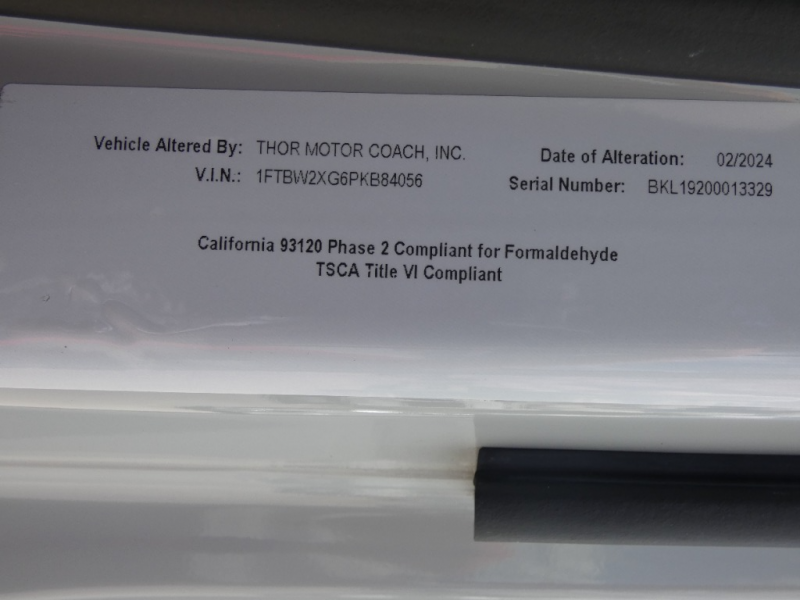 Vehicle Altered By: THOR MOTOR COACH, INC. Date of Alteration: 02/2024
V.I.N.: 1FTBW2XG6PKB84056 Serial Number: BKL19200013329
California 93120 Phase 2 Compliant for Formaldehyde
TSCA Title VI Compliant